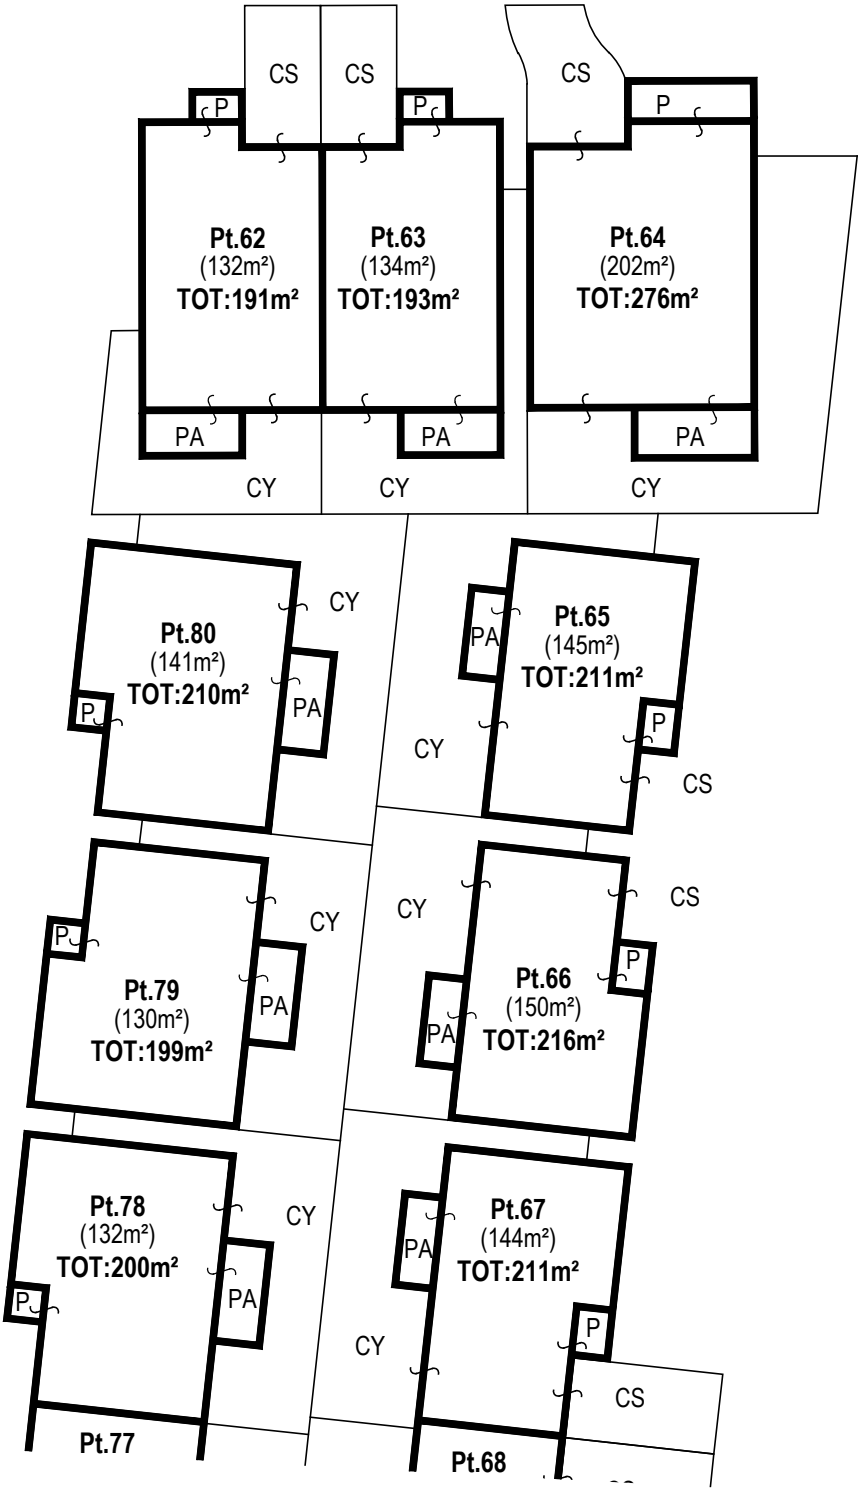 CS
CS
CS
P
P
P
Pt.62
(132m²)
TOT:191m²
Pt.63
(134m²)
TOT:193m²
Pt.64
(202m²)
TOT:276m²
PA
PA
PA
CY
CY
CY
Pt.80
(141m²)
TOT:210m²
CY
P
PA
PA
Pt.65
(145m²)
TOT:211m²
P
CY
CS
CY
P
Pt.79
(130m²)
TOT:199m²
PA
CY
CS
P
Pt.66
(150m²)
TOT:216m²
PA
Pt.78
(132m²)
TOT:200m²
CY
P
PA
Pt.67
(144m²)
TOT:211m²
PA
P
CY
CS
Pt.77
Pt.68